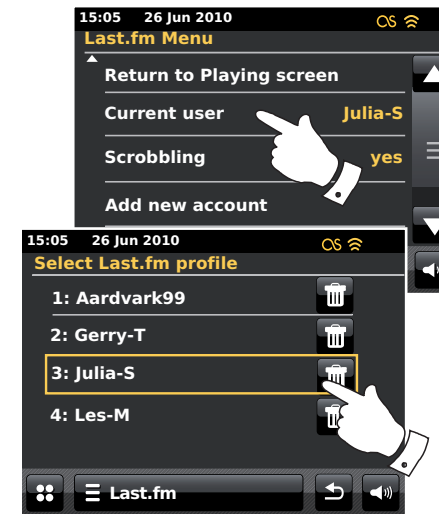 15:05 26 Jun 2010
Last.fm Menu
Return to Playing screen
Current user Julia-S
Scrobbling yes
Add new account
15:05 26 Jun 2010
Select Last.fm profile
1: Aardvark99
2: Gerry-T
3: Julia-S
4: Les-M
Last.fm